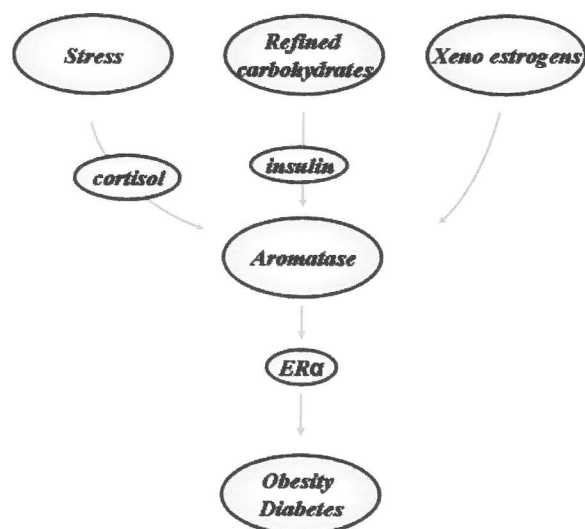 Stress
Refined
carbohydrates
Xeno estrogens
cortisol
insulin
Aromatase
ERα
Obesity
Diabetes